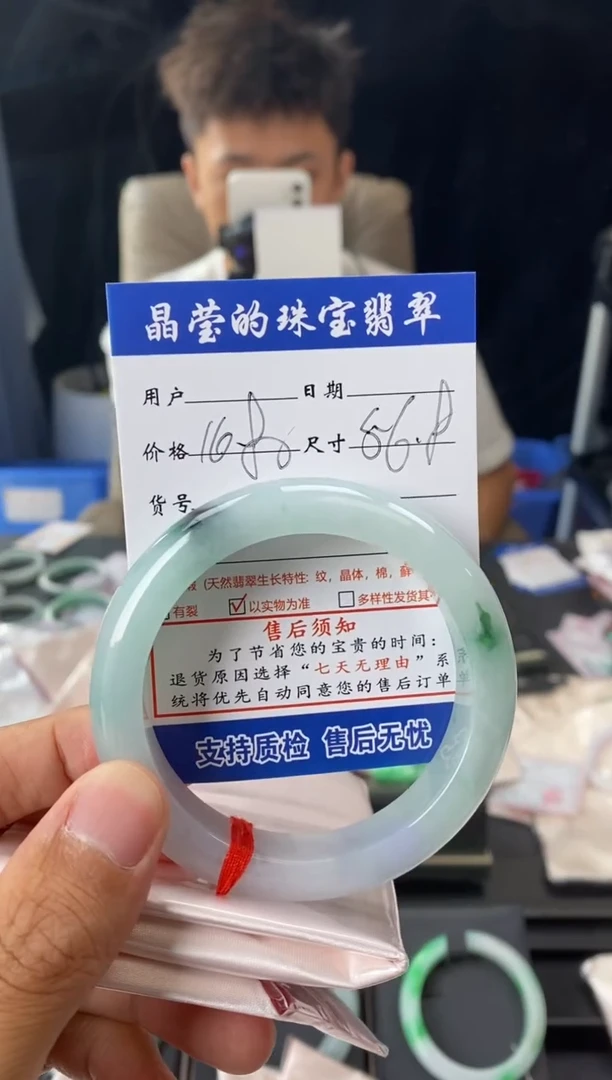 晶莹的珠宝翡翠
用户 日期
价格 尺寸 56.8
货号
(天然翡翠生长特性: 纹, 晶体, 棉,
有裂 ☑以实物为准 □多样性发货其
售后须知
为了节省您的宝贵的时间:
退货原因选择“七天无理由”系
统将优先自动同意您的售后订单
支持质检 售后无忧